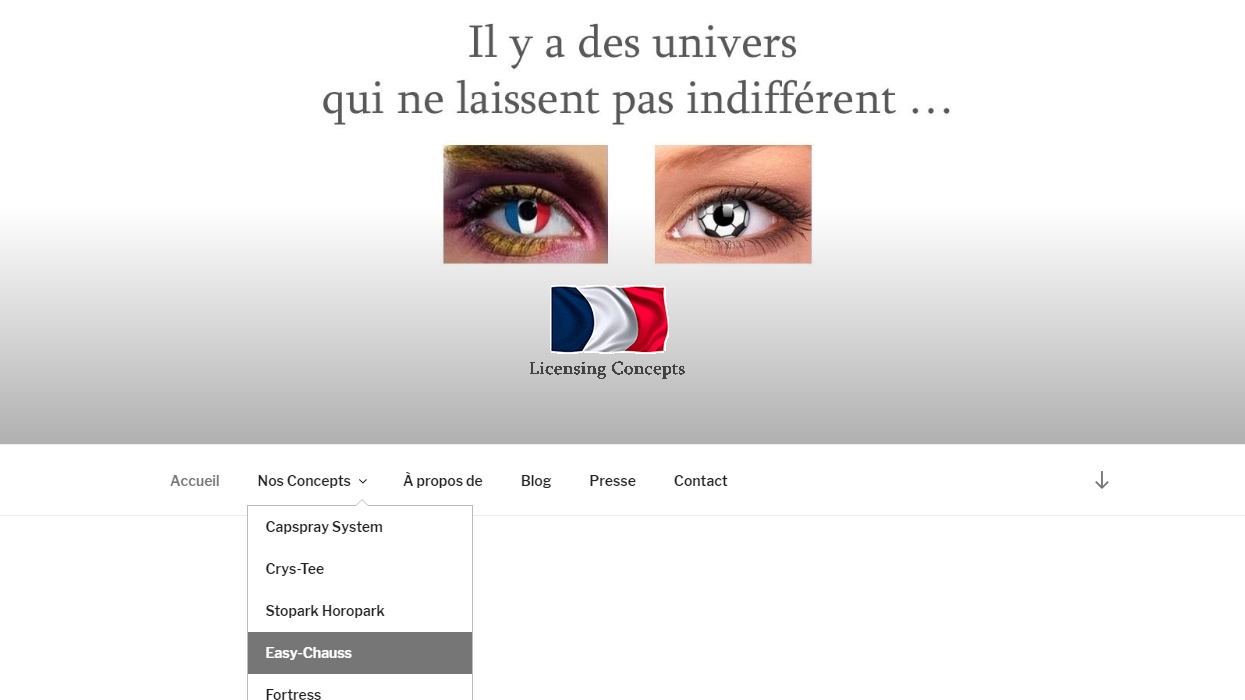 Il y a des univers
qui ne laissent pas indifférent ...
Licensing Concepts
Accueil
Nos Concepts
À propos de
Blog
Presse
Contact
Capspray System
Crys-Tee
Stopark Horopark
Easy-Chauss
Fortress